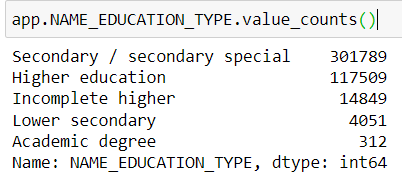 app.NAME_EDUCATION_TYPE.value_counts()
Secondary / secondary special    301789
Higher education                 117509
Incomplete higher                 14849
Lower secondary                    4051
Academic degree                     312
Name: NAME_EDUCATION_TYPE, dtype: int64